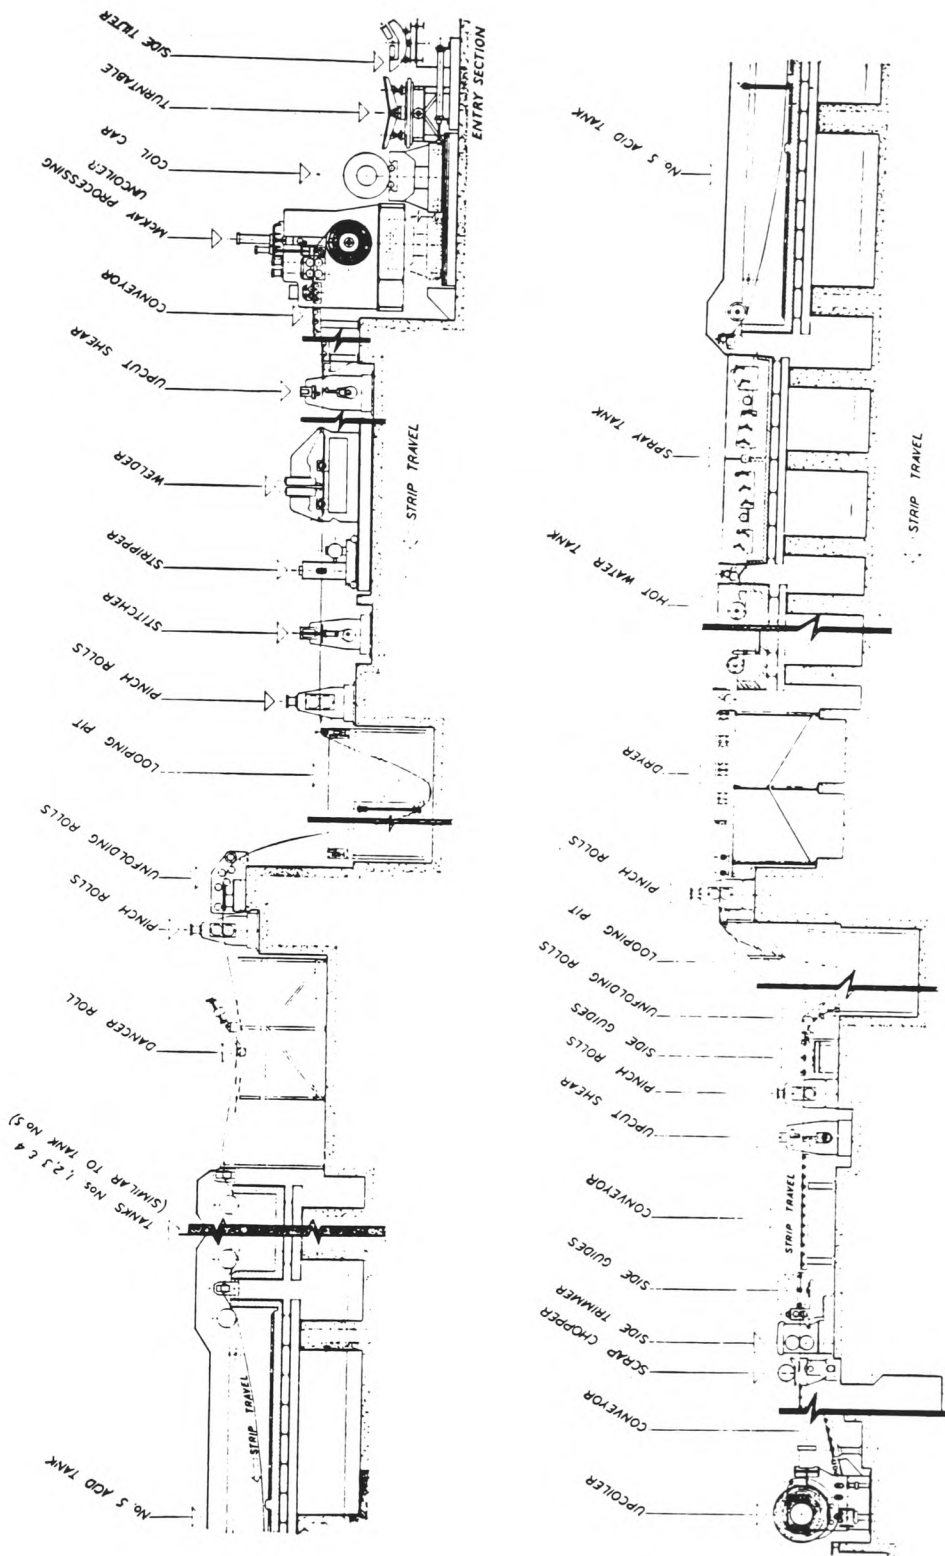 SIDE TILTER
TURNTABLE
COIL CAR
McKAY PROCESSING
UNCOILER
CONVEYOR
UPCUT SHEAR
WELDER
STRIPPER
STITCHER
PINCH ROLLS
LOOPING PIT
UNFOLDING ROLLS
PINCH ROLLS
DANCER ROLL
TANKS Nos 1,2,3 & 4
(SIMILAR TO TANK No5)
No. 5 ACID TANK
ENTRY SECTION
STRIP TRAVEL
STRIP TRAVEL
No. 5 ACID TANK
SPRAY TANK
HOT WATER TANK
DRYER
PINCH ROLLS
LOOPING PIT
UNFOLDING ROLLS
SIDE GUIDES
PINCH ROLLS
UPCUT SHEAR
CONVEYOR
SIDE GUIDES
SIDE TRIMMER
SCRAP CHOPPER
CONVEYOR
UPCOILER
STRIP TRAVEL
STRIP TRAVEL